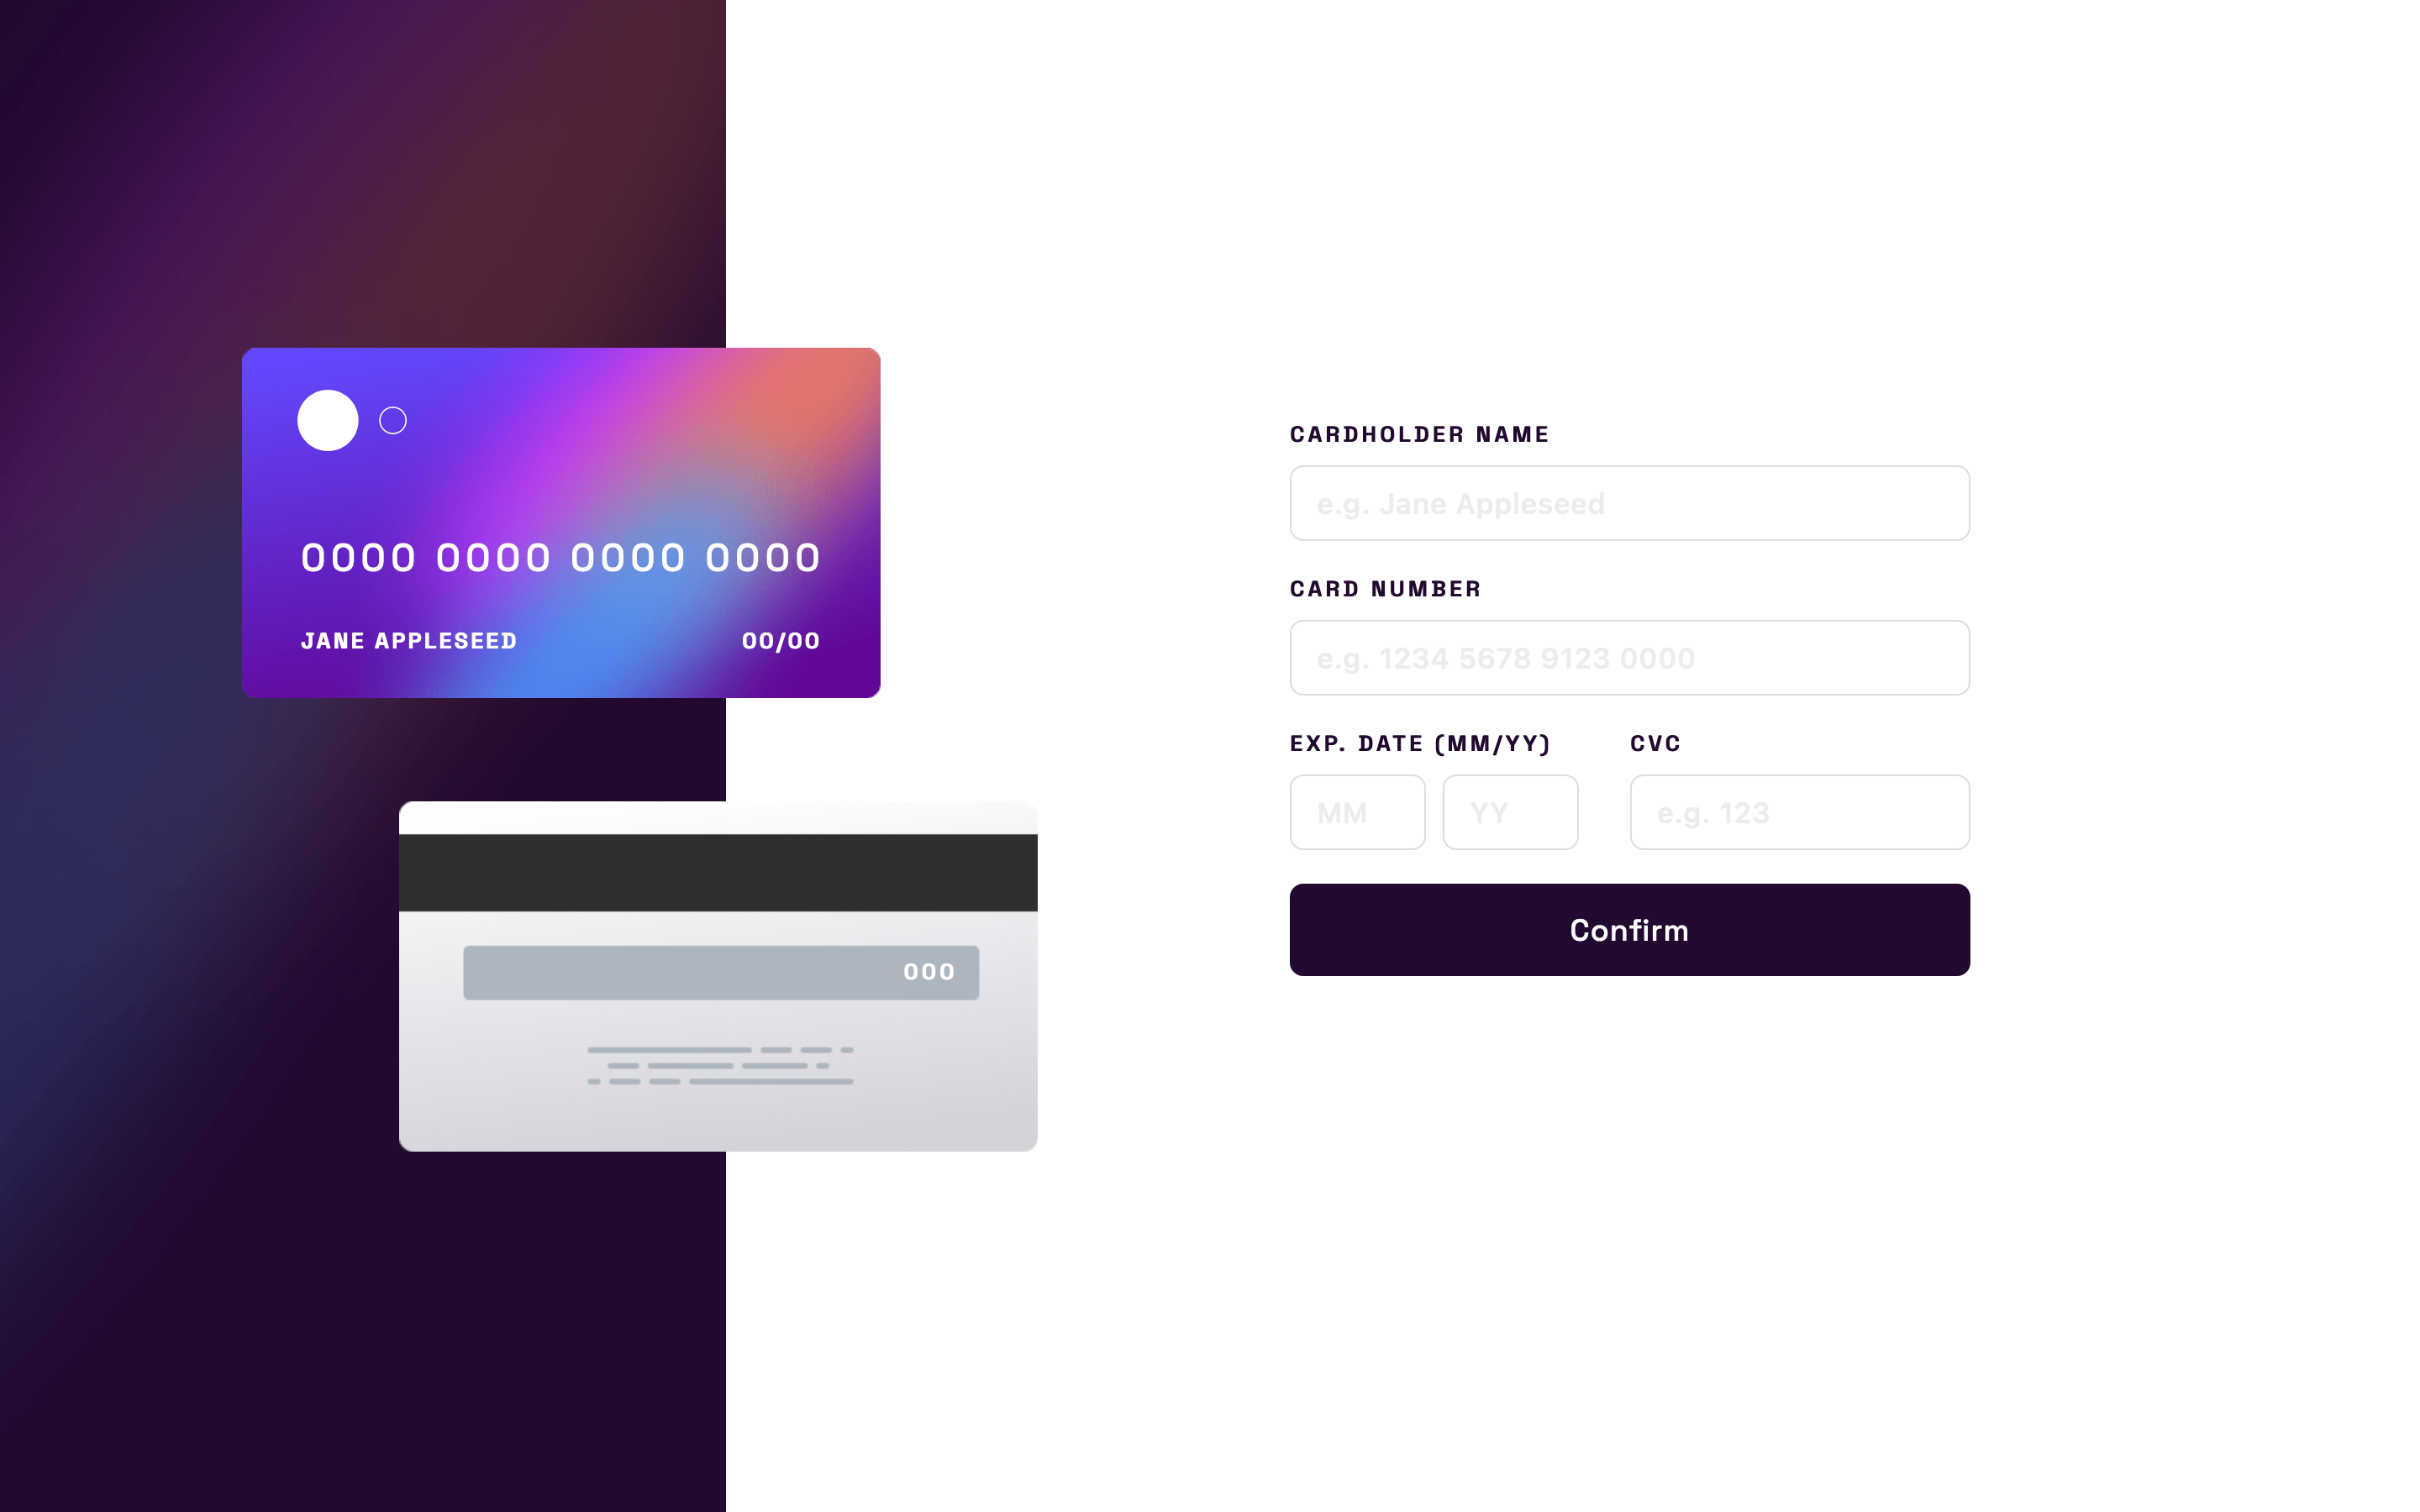 0000 0000 0000 0000
JANE APPLESEED 00/00
000
CARDHOLDER NAME
e.g. Jane Appleseed
CARD NUMBER
e.g. 1234 5678 9123 0000
EXP. DATE (MM/YY) CVC
MM YY e.g. 123
Confirm